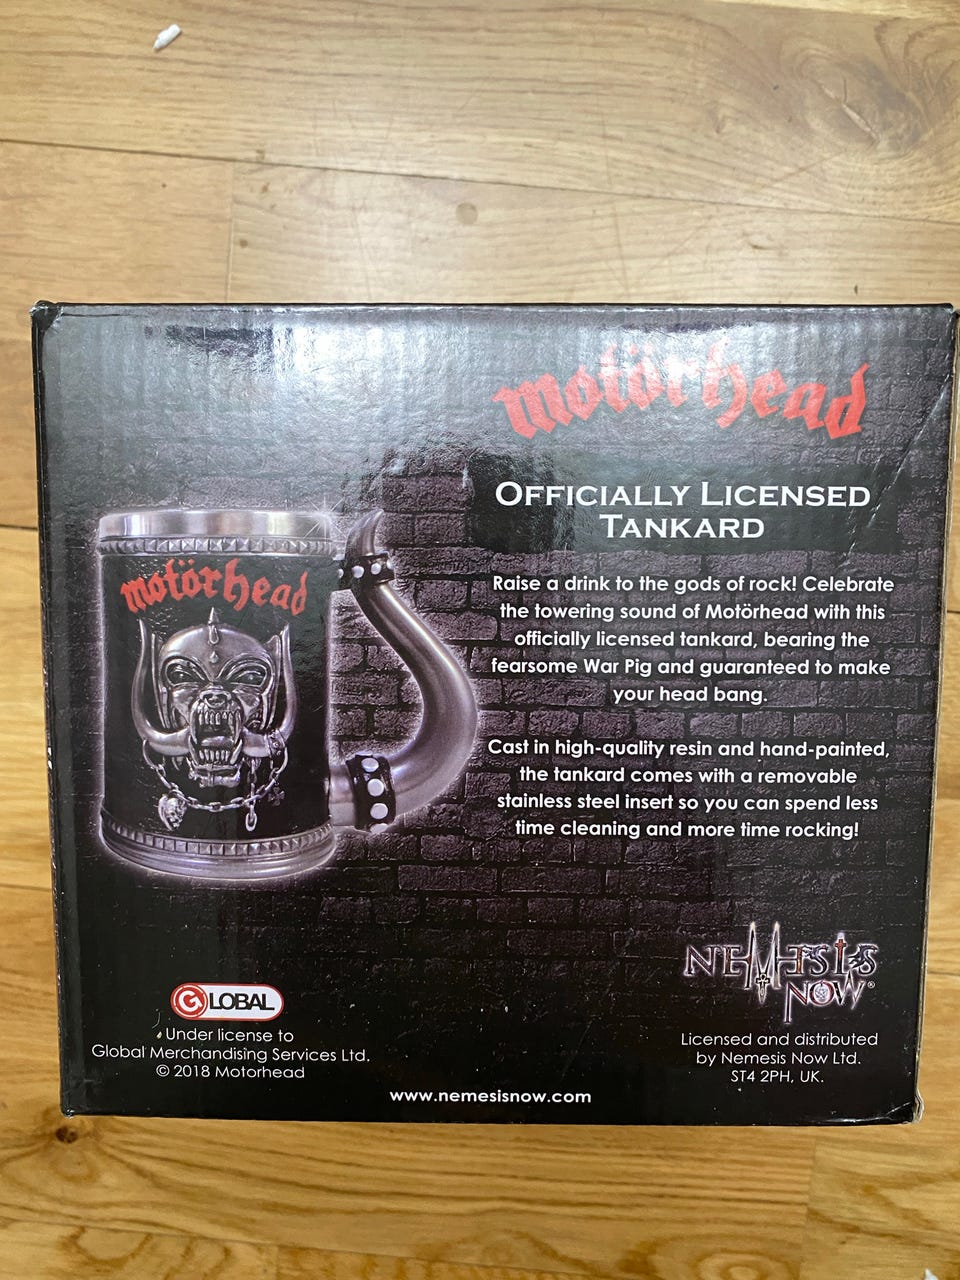 motörhead
OFFICIALLY LICENSED
TANKARD
Raise a drink to the gods of rock! Celebrate
the towering sound of Motörhead with this
officially licensed tankard, bearing the
fearsome War Pig and guaranteed to make
your head bang.
Cast in high-quality resin and hand-painted,
the tankard comes with a removable
stainless steel insert so you can spend less
time cleaning and more time rocking!
motörhead
GLOBAL
Under license to
Global Merchandising Services Ltd.
© 2018 Motorhead
NEMESIS
NOW®
Licensed and distributed
by Nemesis Now Ltd.
ST4 2PH, UK.
www.nemesisnow.com